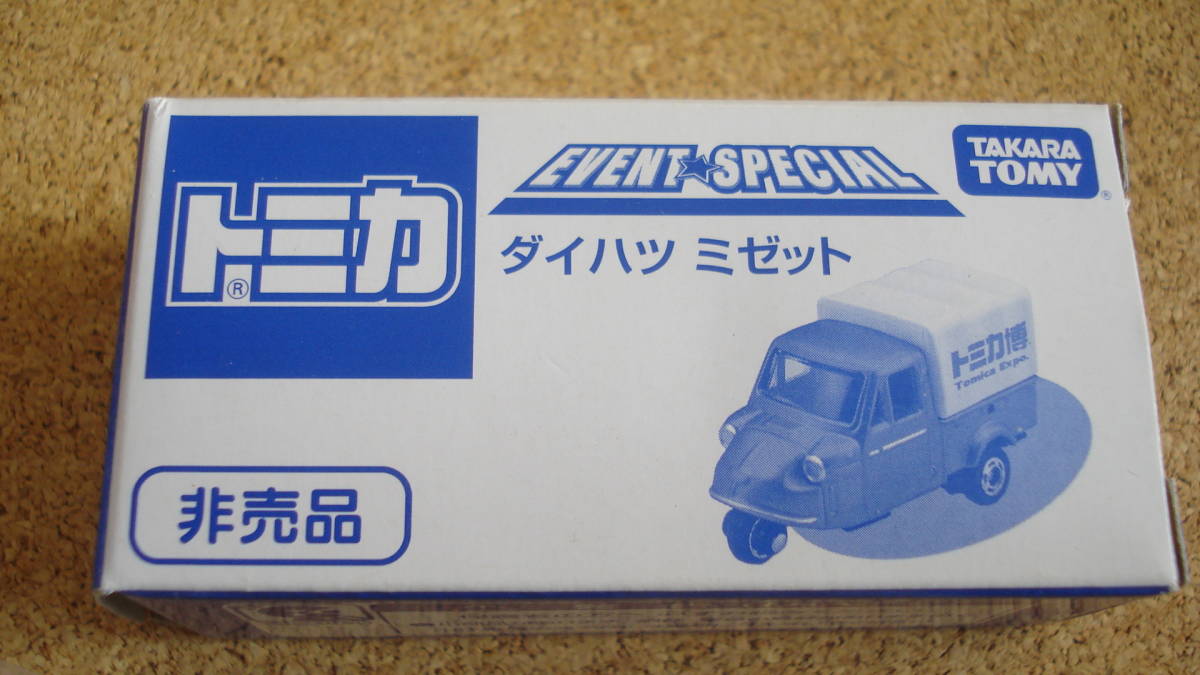 トミカ
®
EVENT★SPECIAL
TAKARA
TOMY
®
ダイハツ ミゼット
トミカ博
Tomica Expo.
非売品